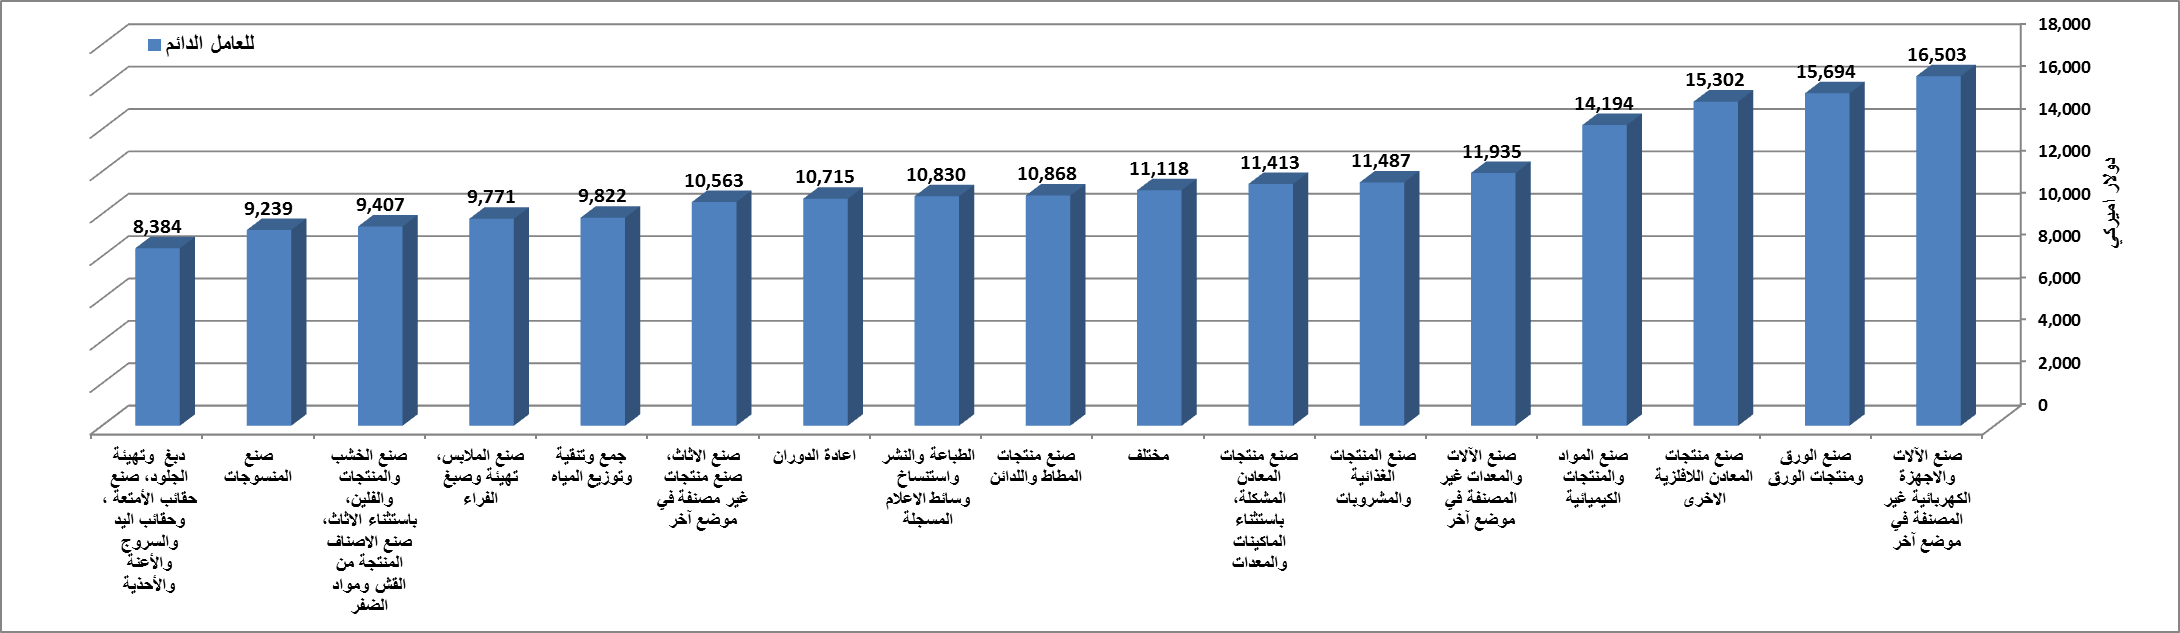 للعامل الدائم
18,000
16,000
14,000
12,000
10,000
8,000
6,000
4,000
2,000
0
دولار اميركي
16,503
15,694
15,302
14,194
11,935
11,487
11,413
11,118
10,868
10,830
10,715
10,563
9,822
9,771
9,407
9,239
8,384
صنع الآلات
والاجهزة
الكهربائية غير
المصنفة في
موضع آخر
صنع الورق
ومنتجات الورق
صنع منتجات
المعادن اللافلزية
الاخرى
صنع المواد
والمنتجات
الكيميائية
صنع الآلات
والمعدات غير
المصنفة في
موضع آخر
صنع المنتجات
الغذائية
والمشروبات
صنع منتجات
المعادن
المشكلة،
باستثناء
الماكينات
والمعدات
مختلف
صنع منتجات
المطاط واللدائن
الطباعة والنشر
واستنساخ
وسائط الاعلام
المسجلة
اعادة الدوران
صنع الاثاث،
صنع منتجات
غير مصنفة في
موضع آخر
جمع وتنقية
وتوزيع المياه
صنع الملابس،
تهيئة وصبغ
الفراء
صنع الخشب
والمنتجات
والفلين،
باستثناء الاثاث،
صنع الاصناف
المنتجة من
القش ومواد
الضفر
صنع
المنسوجات
دبغ وتهيئة
الجلود، صنع
حقائب الأمتعة ،
وحقائب اليد
والسروج
والأعنة
والأحذية